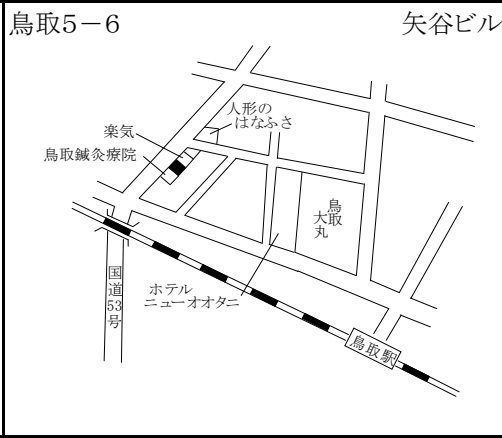 鳥取5-6
矢谷ビル
人形の
はなふさ
楽気
鳥取鍼灸療院
鳥取
大丸
国道53号
ホテル
ニューオオタニ
鳥取駅